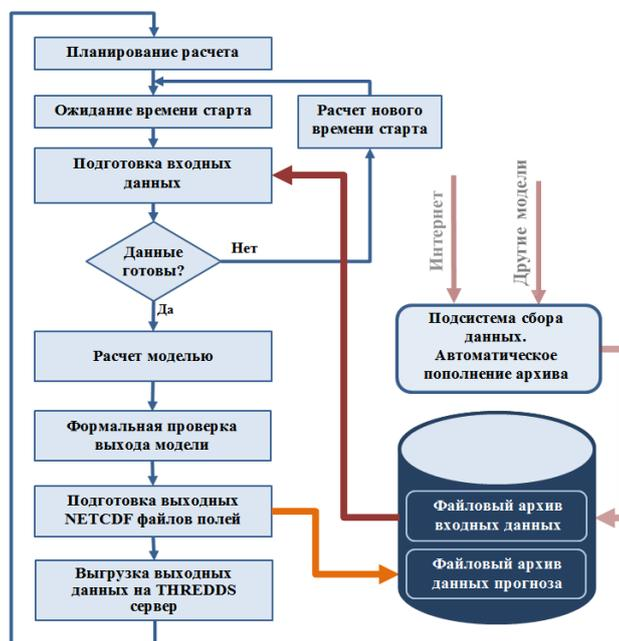 Планирование расчета
Ожидание времени старта
Расчет нового
времени старта
Подготовка входных
данных
Данные
готовы?
Нет
Да
Расчет моделью
Формальная проверка
выхода модели
Подготовка выходных
NETCDF файлов полей
Выгрузка выходных
данных на THREDDS
сервер
Интернет
Другие модели
Подсистема сбора
данных.
Автоматическое
пополнение архива
Файловый архив
входных данных
Файловый архив
данных прогноза